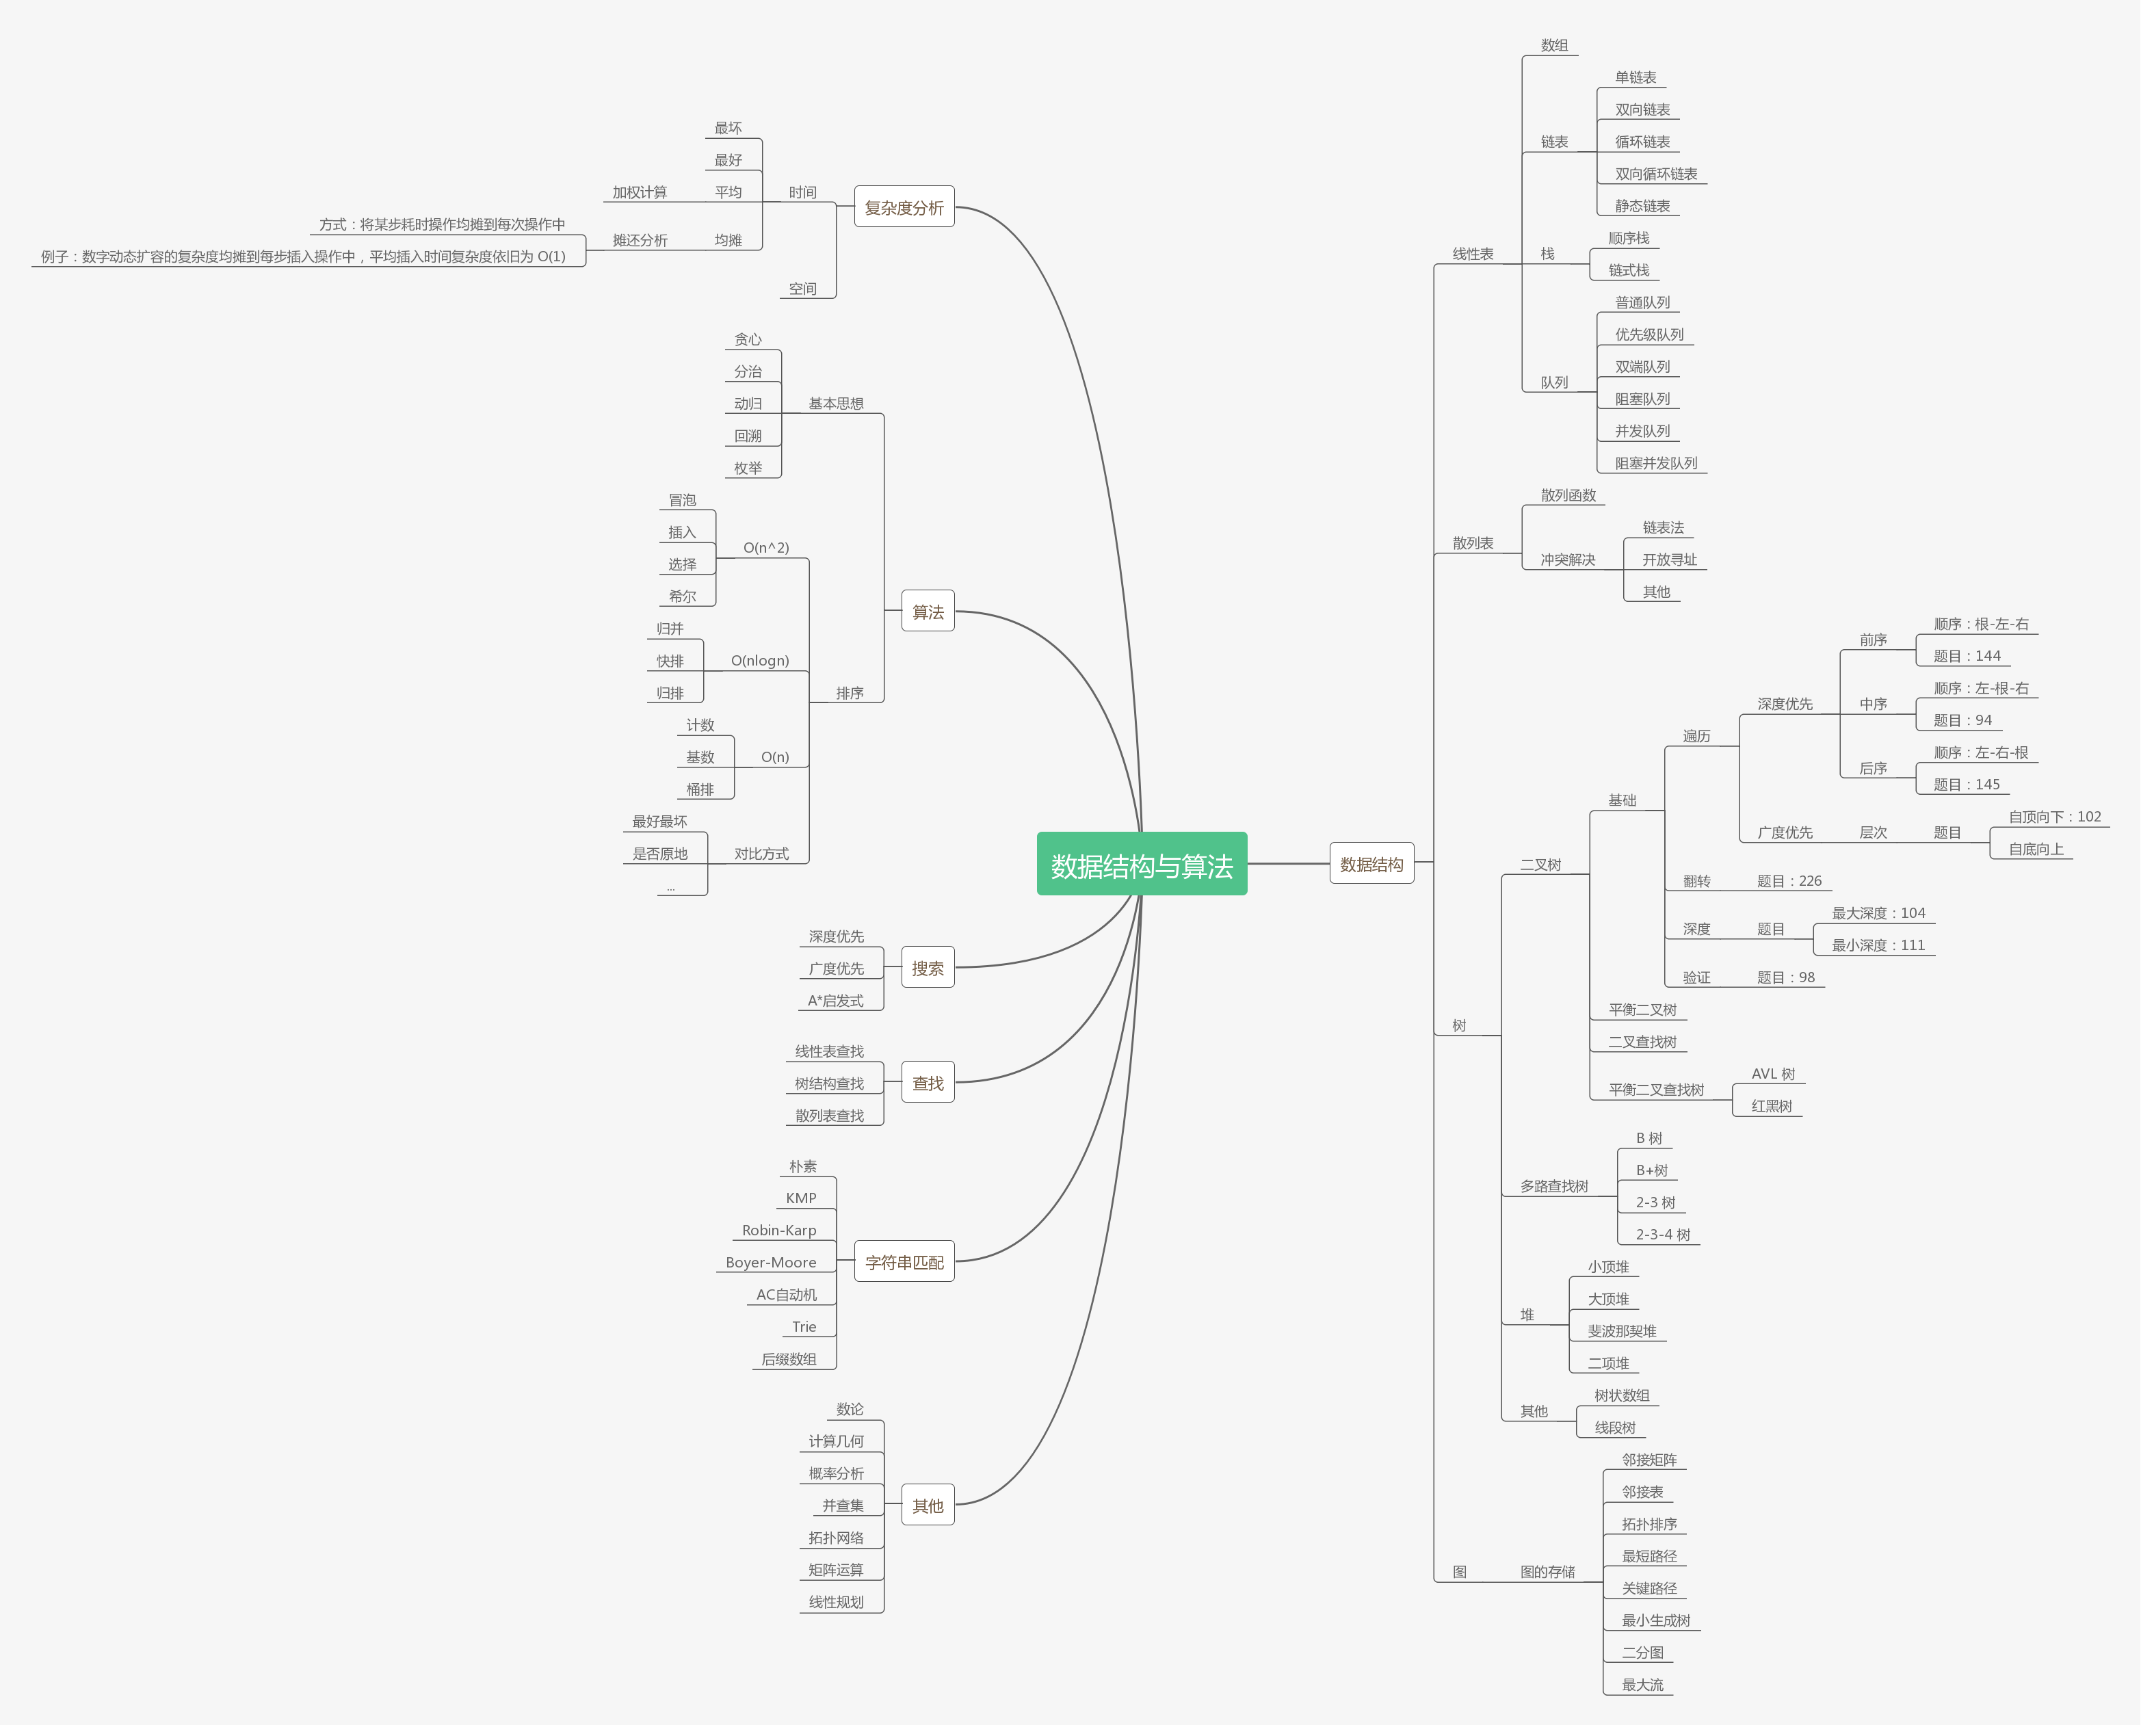 数据结构与算法
复杂度分析
时间
最坏
最好
平均
加权计算
均摊
摊还分析
方式：将某步耗时操作均摊到每次操作中
例子：数字动态扩容的复杂度均摊到每步插入操作中，平均插入时间复杂度依旧为 O(1)
空间
算法
基本思想
贪心
分治
动归
回溯
枚举
排序
O(n^2)
冒泡
插入
选择
希尔
O(nlogn)
归并
快排
归排
O(n)
计数
基数
桶排
对比方式
最好最坏
是否原地
...
搜索
深度优先
广度优先
A*启发式
查找
线性表查找
树结构查找
散列表查找
字符串匹配
朴素
KMP
Robin-Karp
Boyer-Moore
AC自动机
Trie
后缀数组
其他
数论
计算几何
概率分析
并查集
拓扑网络
矩阵运算
线性规划
数据结构
线性表
数组
链表
单链表
双向链表
循环链表
双向循环链表
静态链表
栈
顺序栈
链式栈
队列
普通队列
优先级队列
双端队列
阻塞队列
并发队列
阻塞并发队列
散列表
散列函数
冲突解决
链表法
开放寻址
其他
树
二叉树
基础
遍历
深度优先
前序
顺序：根-左-右
题目：144
中序
顺序：左-根-右
题目：94
后序
顺序：左-右-根
题目：145
广度优先
层次
题目
自顶向下：102
自底向上
翻转
题目：226
深度
题目
最大深度：104
最小深度：111
验证
题目：98
平衡二叉树
二叉查找树
平衡二叉查找树
AVL 树
红黑树
多路查找树
B 树
B+树
2-3 树
2-3-4 树
堆
小顶堆
大顶堆
斐波那契堆
二项堆
其他
树状数组
线段树
图
图的存储
邻接矩阵
邻接表
拓扑排序
最短路径
关键路径
最小生成树
二分图
最大流